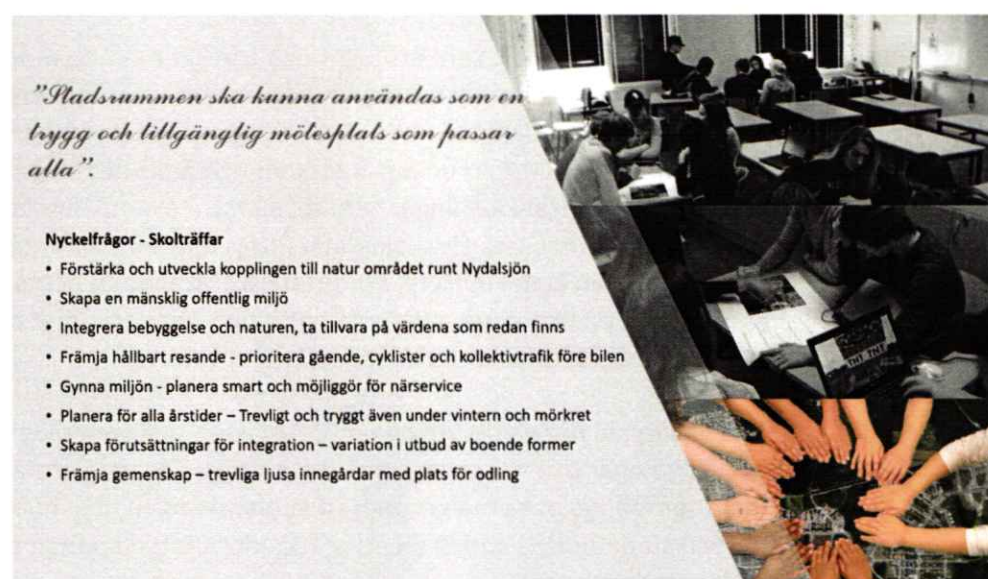 "Stadsrummen ska kunna användas som en
trygg och tillgänglig mötesplats som passar
alla".
Nyckelfrågor - Skolträffar
• Förstärka och utveckla kopplingen till natur området runt Nydalsjön
• Skapa en mänsklig offentlig miljö
• Integrera bebyggelse och naturen, ta tillvara på värdena som redan finns
• Främja hållbart resande - prioritera gående, cyklister och kollektivtrafik före bilen
• Gynna miljön - planera smart och möjliggör för närservice
• Planera för alla årstider – Trevligt och tryggt även under vintern och mörkret
• Skapa förutsättningar för integration – variation i utbud av boende former
• Främja gemenskap – trevliga ljusa innegårdar med plats för odling
TNT TNT